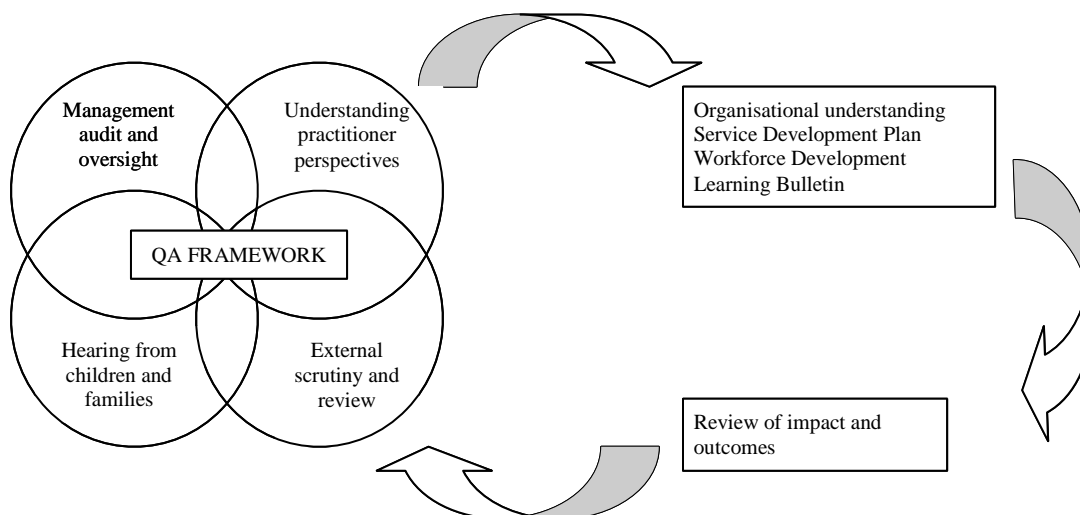 Management
audit and
oversight
Understanding
practitioner
perspectives
QA FRAMEWORK
Hearing from
children and
families
External
scrutiny and
review
Organisational understanding
Service Development Plan
Workforce Development
Learning Bulletin
Review of impact and
outcomes